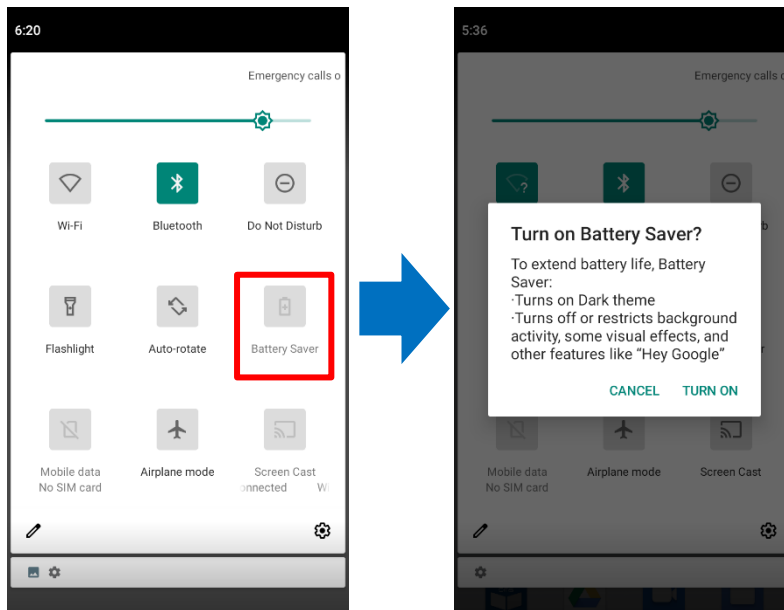 6:20
Emergency calls o
Wi-Fi
Bluetooth
Do Not Disturb
Flashlight
Auto-rotate
Battery Saver
Mobile data
No SIM card
Airplane mode
Screen Cast
onnected Wi
5:36
Emergency calls o
?
b
Turn on Battery Saver?
To extend battery life, Battery
Saver:
·Turns on Dark theme
·Turns off or restricts background
activity, some visual effects, and
other features like “Hey Google”
r
CANCEL TURN ON
Mobile data
No SIM card
Airplane mode
Screen Cast